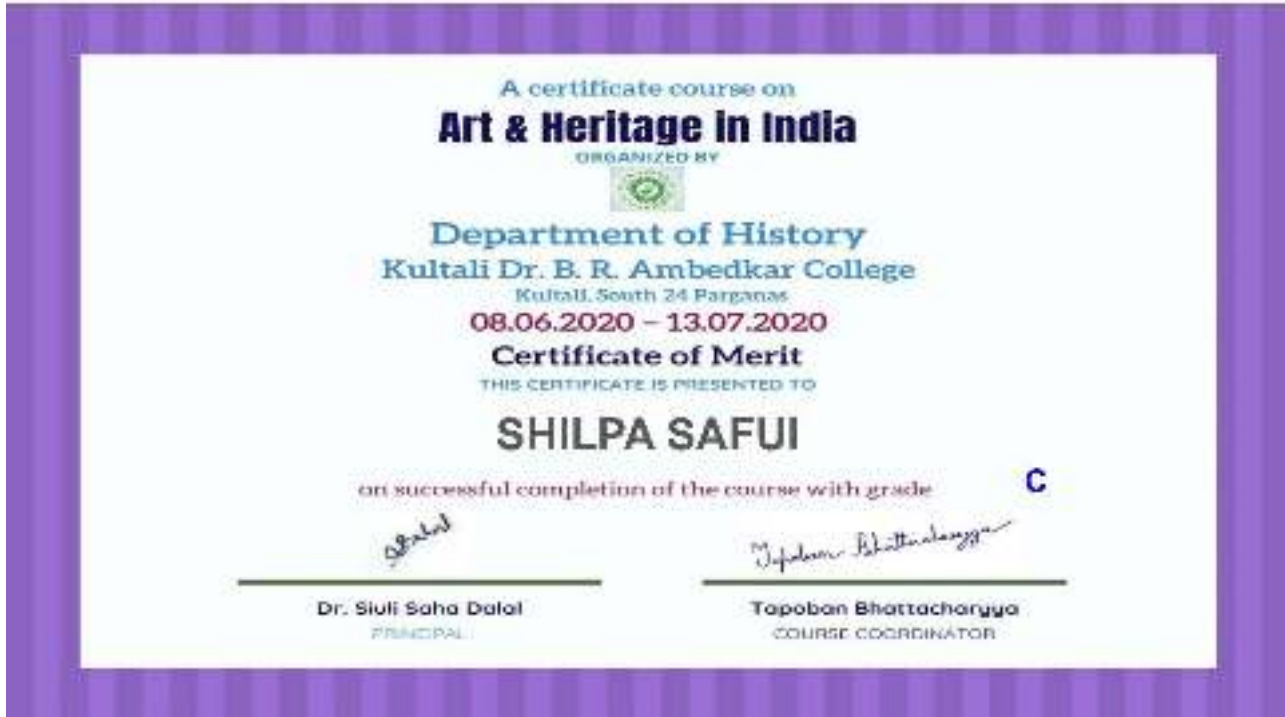 A certificate course on
Art & Heritage in India
ORGANIZED BY
Department of History
Kultali Dr. B. R. Ambedkar College
Kultali, South 24 Parganas
08.06.2020 – 13.07.2020
Certificate of Merit
THIS CERTIFICATE IS PRESENTED TO
SHILPA SAFUI
on successful completion of the course with grade C
Tapoban Bhattacharyya
Dr. Siuli Saha Dalal Tapoban Bhattacharyya
PRINCIPAL COURSE COORDINATOR